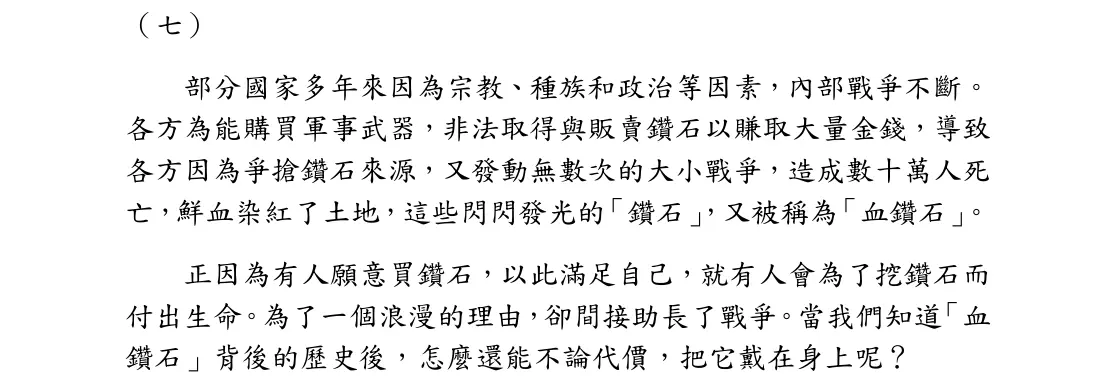 （七）
部分國家多年來因為宗教、種族和政治等因素，內部戰爭不斷。
各方為能購買軍事武器，非法取得與販賣鑽石以賺取大量金錢，導致
各方因為爭搶鑽石來源，又發動無數次的大小戰爭，造成數十萬人死
亡，鮮血染紅了土地，這些閃閃發光的「鑽石」，又被稱為「血鑽石」。
正因為有人願意買鑽石，以此滿足自己，就有人會為了挖鑽石而
付出生命。為了一個浪漫的理由，卻間接助長了戰爭。當我們知道「血
鑽石」背後的歷史後，怎麼還能不論代價，把它戴在身上呢？